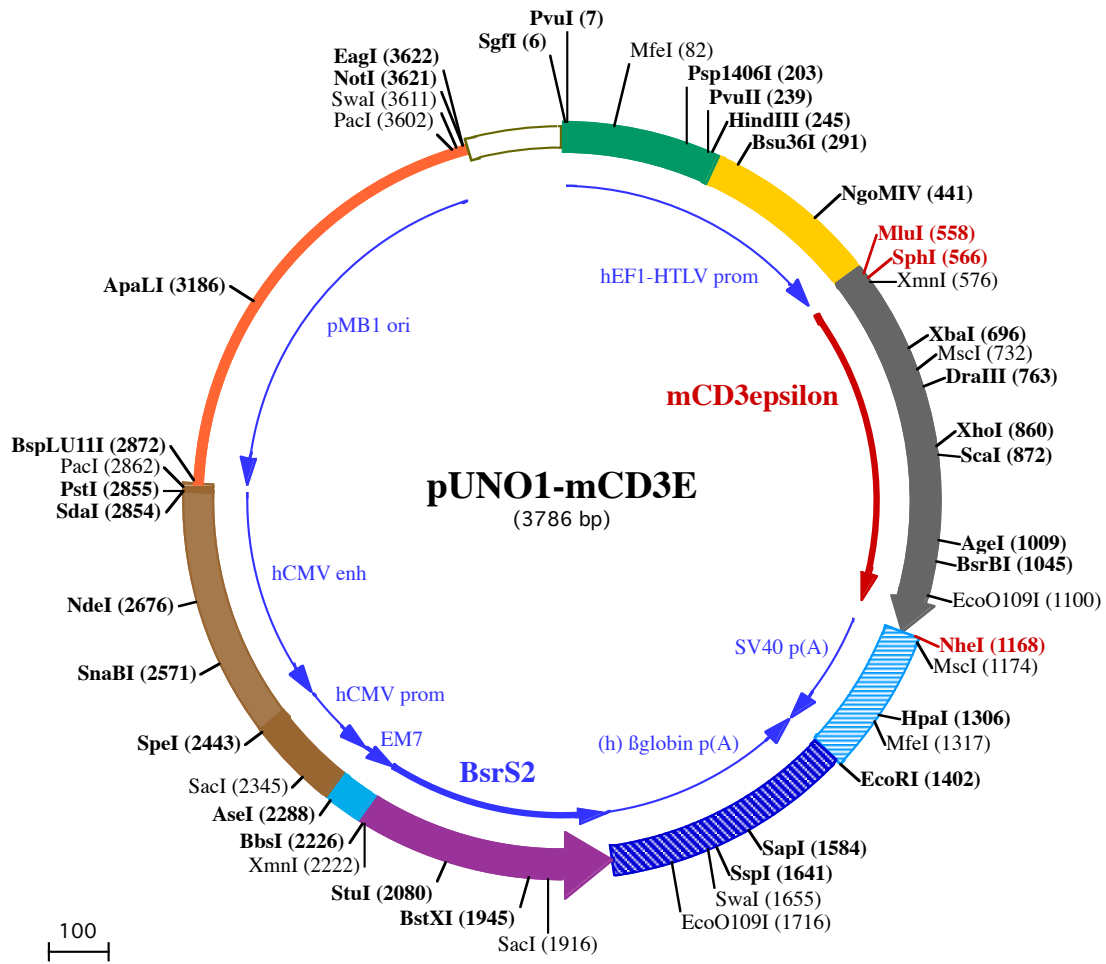 PvuI (7)
SgfI (6)
MfeI (82)
EagI (3622)
NotI (3621)
SwaI (3611)
PacI (3602)
Psp1406I (203)
PvuII (239)
HindIII (245)
Bsu36I (291)
NgoMIV (441)
MluI (558)
SphI (566)
XmnI (576)
hEF1-HTLV prom
ApaLI (3186)
pMB1 ori
XbaI (696)
MscI (732)
DraIII (763)
mCD3epsilon
XhoI (860)
ScaI (872)
BspLU11I (2872)
PacI (2862)
PstI (2855)
SdaI (2854)
pUNO1-mCD3E
(3786 bp)
AgeI (1009)
BsrBI (1045)
hCMV enh
EcoO109I (1100)
NdeI (2676)
SV40 p(A)
NheI (1168)
MscI (1174)
SnaBI (2571)
hCMV prom
HpaI (1306)
MfeI (1317)
SpeI (2443)
EM7
(h) ßglobin p(A)
BsrS2
EcoRI (1402)
SacI (2345)
AseI (2288)
BbsI (2226)
XmnI (2222)
SapI (1584)
SspI (1641)
SwaI (1655)
EcoO109I (1716)
StuI (2080)
BstXI (1945)
SacI (1916)
100